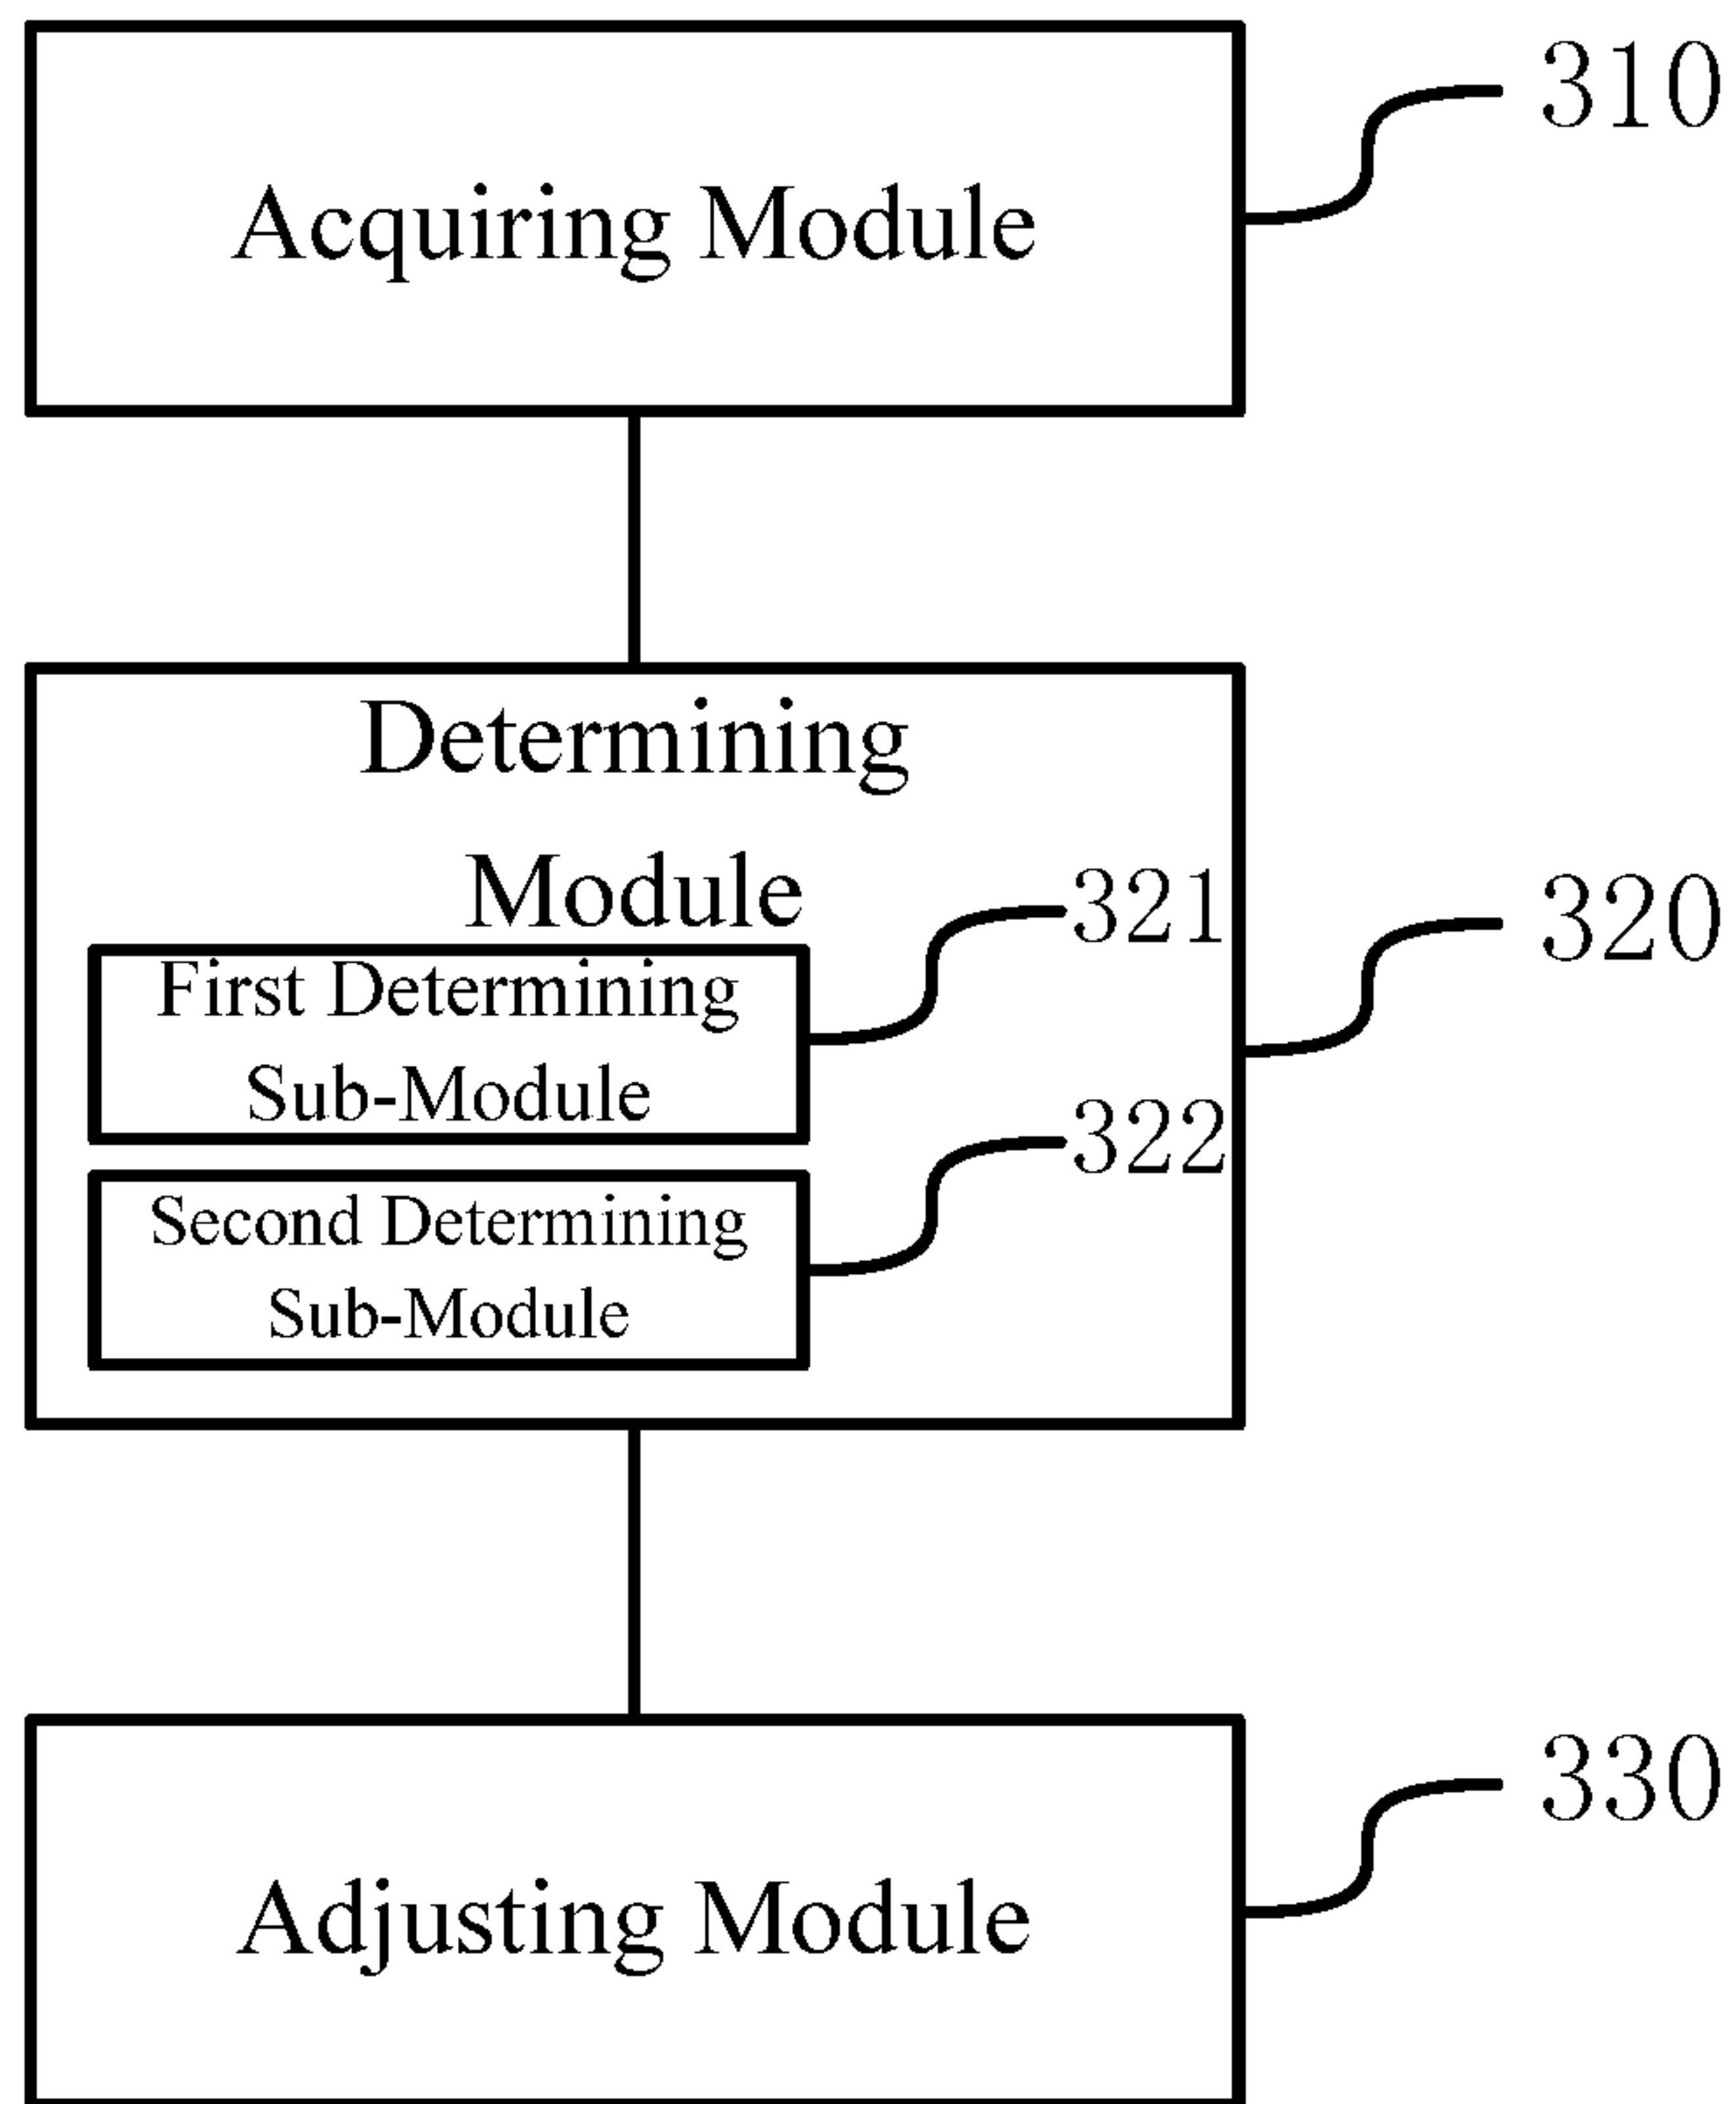 310
Acquiring Module
Determining
Module
321
320
First Determining
Sub-Module
322
Second Determining
Sub-Module
330
Adjusting Module